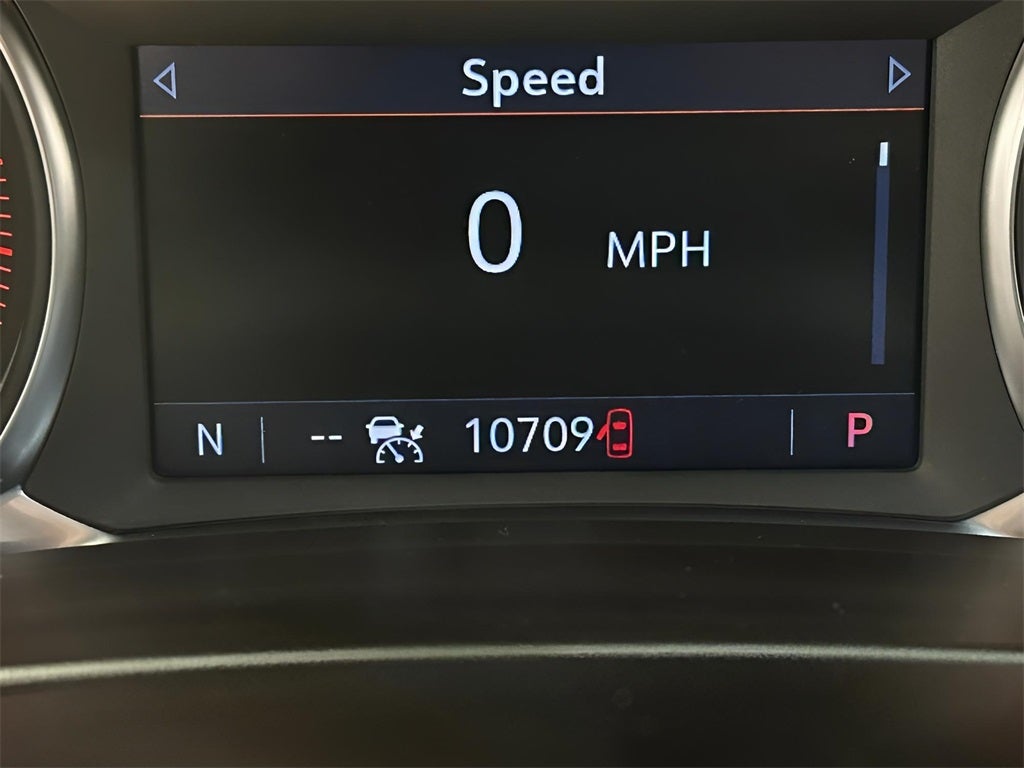 Speed
0 MPH
N -- 10709 P